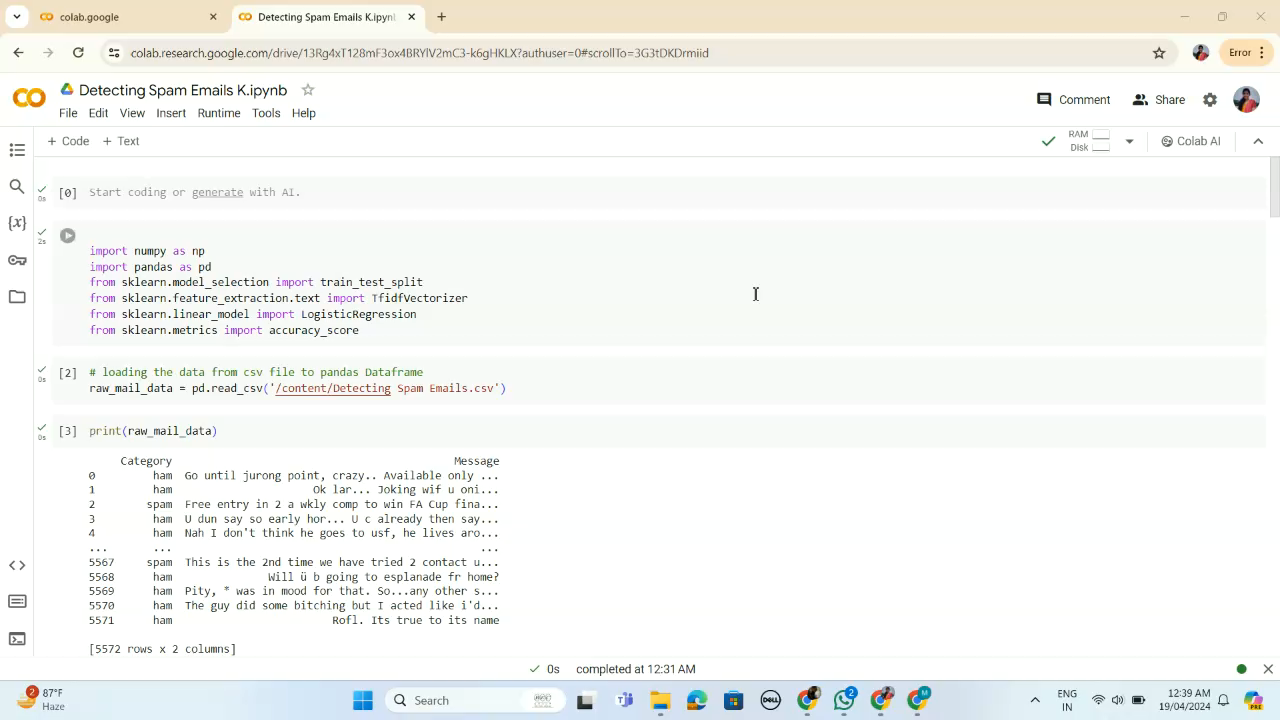 colab.google
Detecting Spam Emails K.ipynb
colab.research.google.com/drive/13Rg4xT128mF3ox4BRYlV2mC3-k6gHKLX?authuser=0#scrollTo=3G3tDKDrmiid
Error
Detecting Spam Emails K.ipynb
Comment
Share
File Edit View Insert Runtime Tools Help
+ Code + Text
RAM
Disk
Colab AI
[0] Start coding or generate with AI.
0s
2s
import numpy as np
import pandas as pd
from sklearn.model_selection import train_test_split
from sklearn.feature_extraction.text import TfidfVectorizer
from sklearn.linear_model import LogisticRegression
from sklearn.metrics import accuracy_score
[2] # loading the data from csv file to pandas Dataframe
0s
raw_mail_data = pd.read_csv('/content/Detecting Spam Emails.csv')
[3] print(raw_mail_data)
0s
Category Message
0 ham Go until jurong point, crazy.. Available only ...
1 ham Ok lar... Joking wif u oni...
2 spam Free entry in 2 a wkly comp to win FA Cup fina...
3 ham U dun say so early hor... U c already then say...
4 ham Nah I don't think he goes to usf, he lives aro...
... ... ...
5567 spam This is the 2nd time we have tried 2 contact u...
5568 ham Will ü b going to esplanade fr home?
5569 ham Pity, * was in mood for that. So...any other s...
5570 ham The guy did some bitching but I acted like i'd...
5571 ham Rofl. Its true to its name
[5572 rows x 2 columns]
0s completed at 12:31 AM
2
87°F
Haze
Search
DELL
2
M
ENG
IN
12:39 AM
19/04/2024
PRE